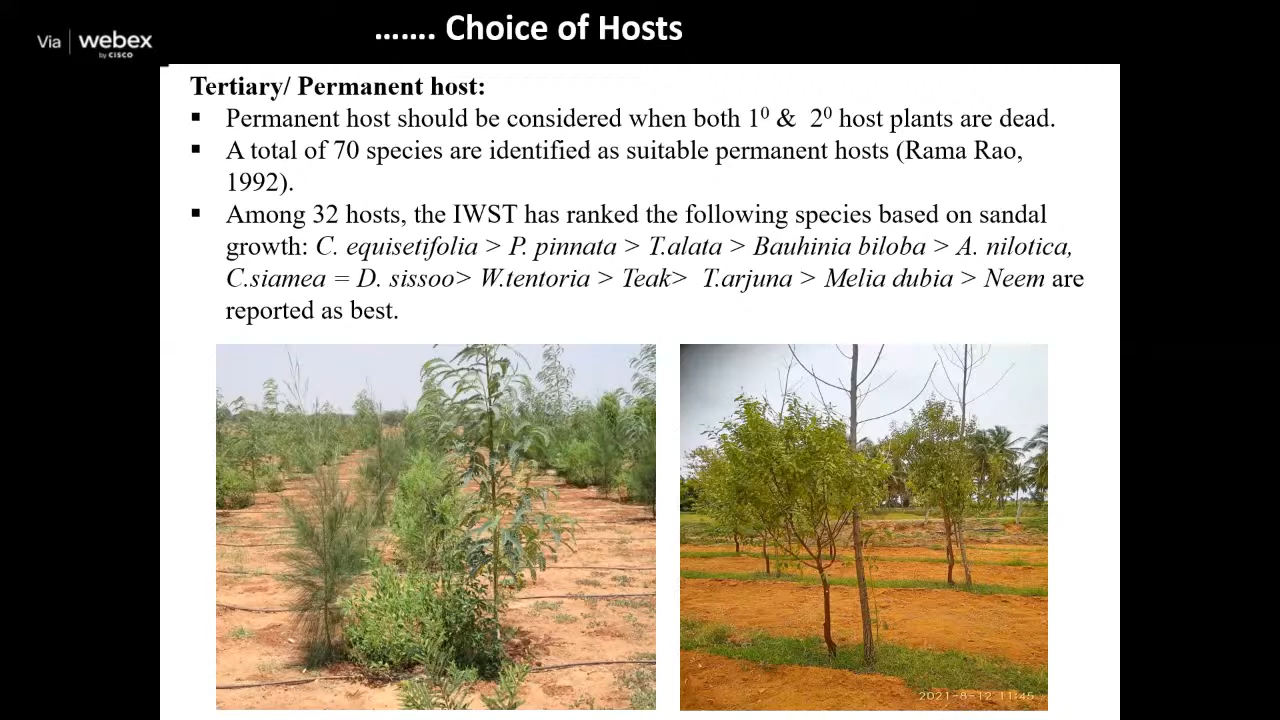 ……. Choice of Hosts
Via webex
by CISCO
Tertiary/ Permanent host:
▪ Permanent host should be considered when both 1⁰ & 2⁰ host plants are dead.
▪ A total of 70 species are identified as suitable permanent hosts (Rama Rao,
1992).
▪ Among 32 hosts, the IWST has ranked the following species based on sandal
growth: C. equisetifolia > P. pinnata > T.alata > Bauhinia biloba > A. nilotica,
C.siamea = D. sissoo> W.tentoria > Teak> T.arjuna > Melia dubia > Neem are
reported as best.
2021-8-12 11:45